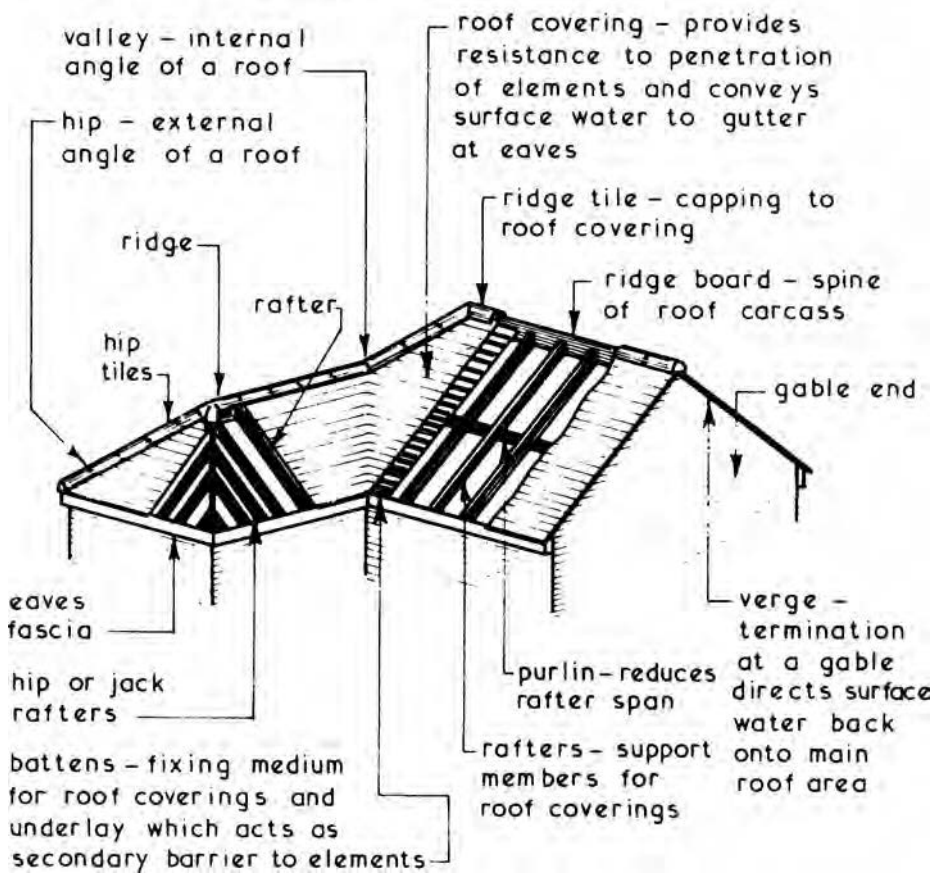 valley – internal
angle of a roof
hip – external
angle of a roof
ridge
rafter
hip
tiles
roof covering – provides
resistance to penetration
of elements and conveys
surface water to gutter
at eaves
ridge tile – capping to
roof covering
ridge board – spine
of roof carcass
gable end
eaves
fascia
hip or jack
rafters
battens – fixing medium
for roof coverings and
underlay which acts as
secondary barrier to elements
purlin – reduces
rafter span
rafters – support
members for
roof coverings
verge –
termination
at a gable
directs surface
water back
onto main
roof area